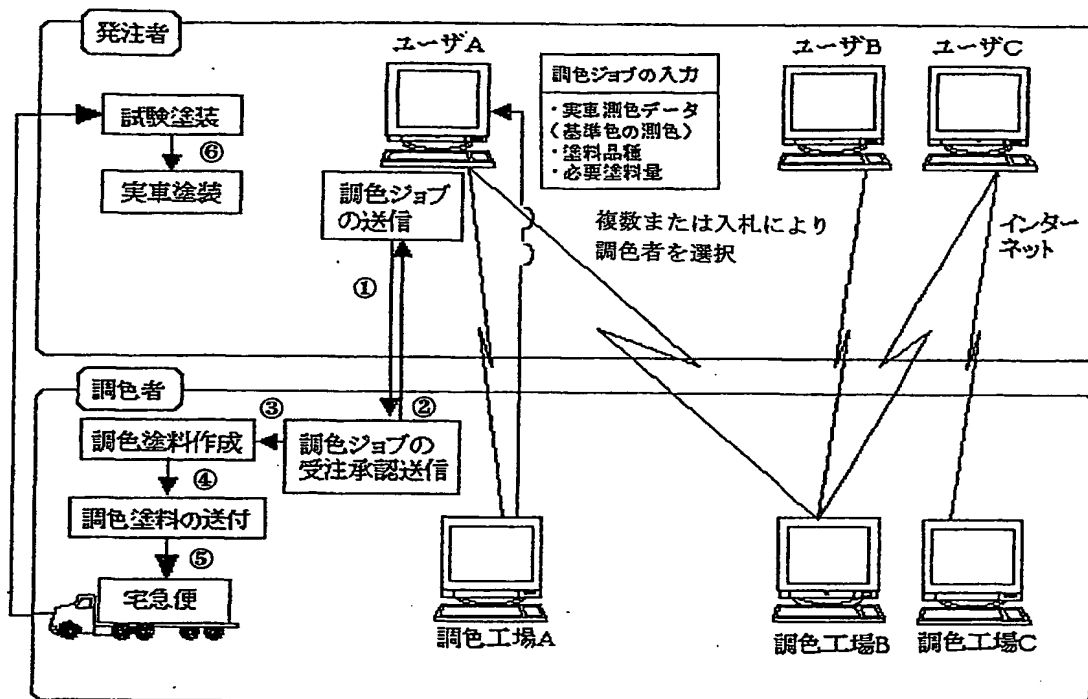 発注者
ユーザA
ユーザB
ユーザC
調色ジョブの入力
・実車測色データ
(基準色の測色)
・塗料品種
・必要塗料量
試験塗装
⑥
実車塗装
調色ジョブ
の送信
複数または入札により
調色者を選択
インター
ネット
①
調色者
③
②
調色塗料作成
調色ジョブの
受注承認送信
④
調色塗料の送付
⑤
宅急便
調色工場A
調色工場B
調色工場C